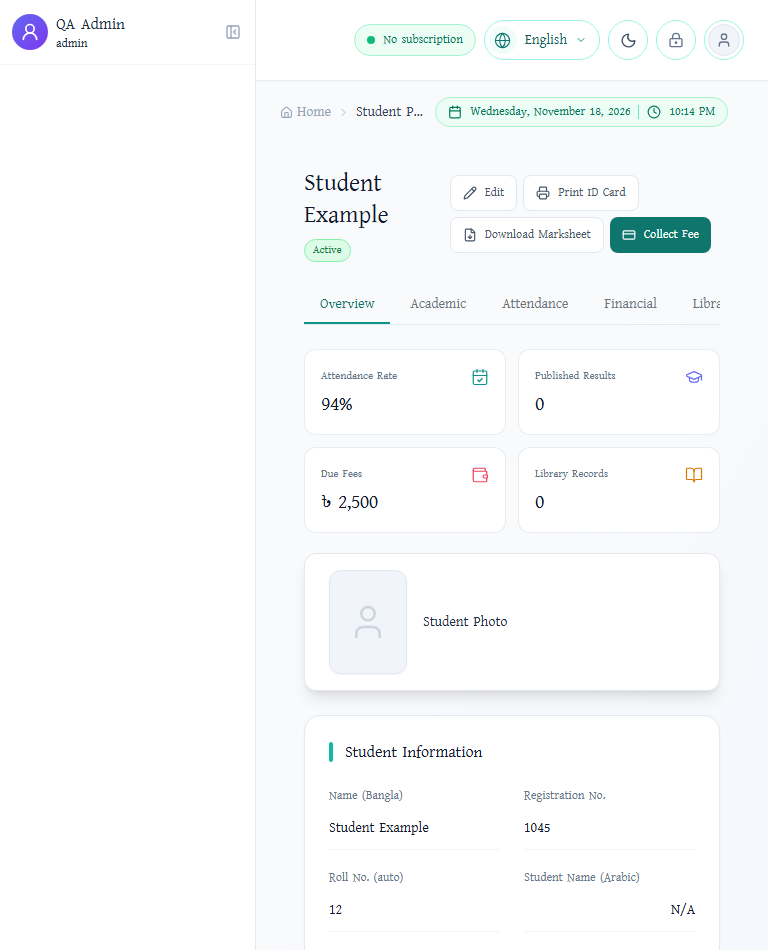 QA Admin
admin
No subscription
English
Home
Student P...
Wednesday, November 18, 2026
10:14 PM
Student
Example
Active
Edit
Print ID Card
Download Marksheet
Collect Fee
Overview
Academic
Attendance
Financial
Libra
Attendance Rate
94%
Published Results
0
Due Fees
৳ 2,500
Library Records
0
Student Photo
Student Information
Name (Bangla)
Registration No.
Student Example
1045
Roll No. (auto)
Student Name (Arabic)
12
N/A